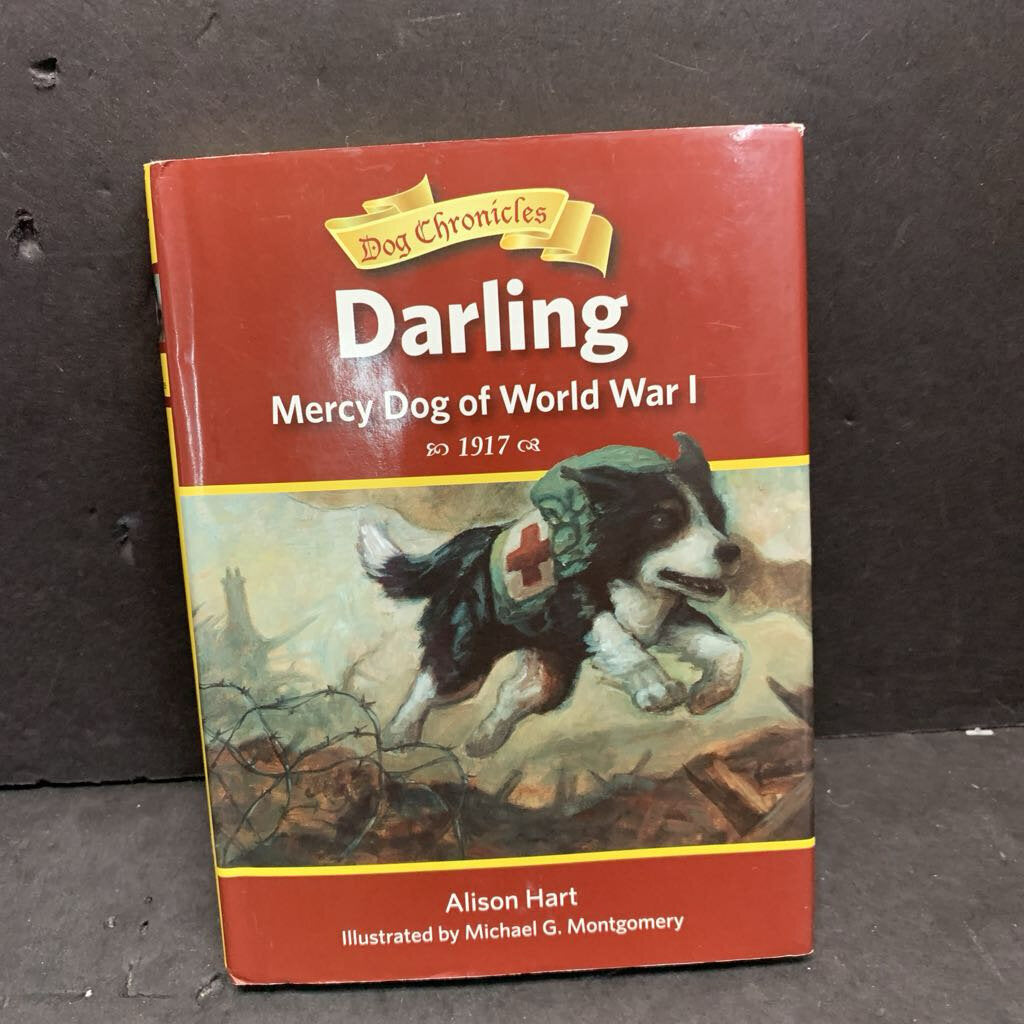 Dog Chronicles
Darling
Mercy Dog of World War I
1917
Alison Hart
Illustrated by Michael G. Montgomery